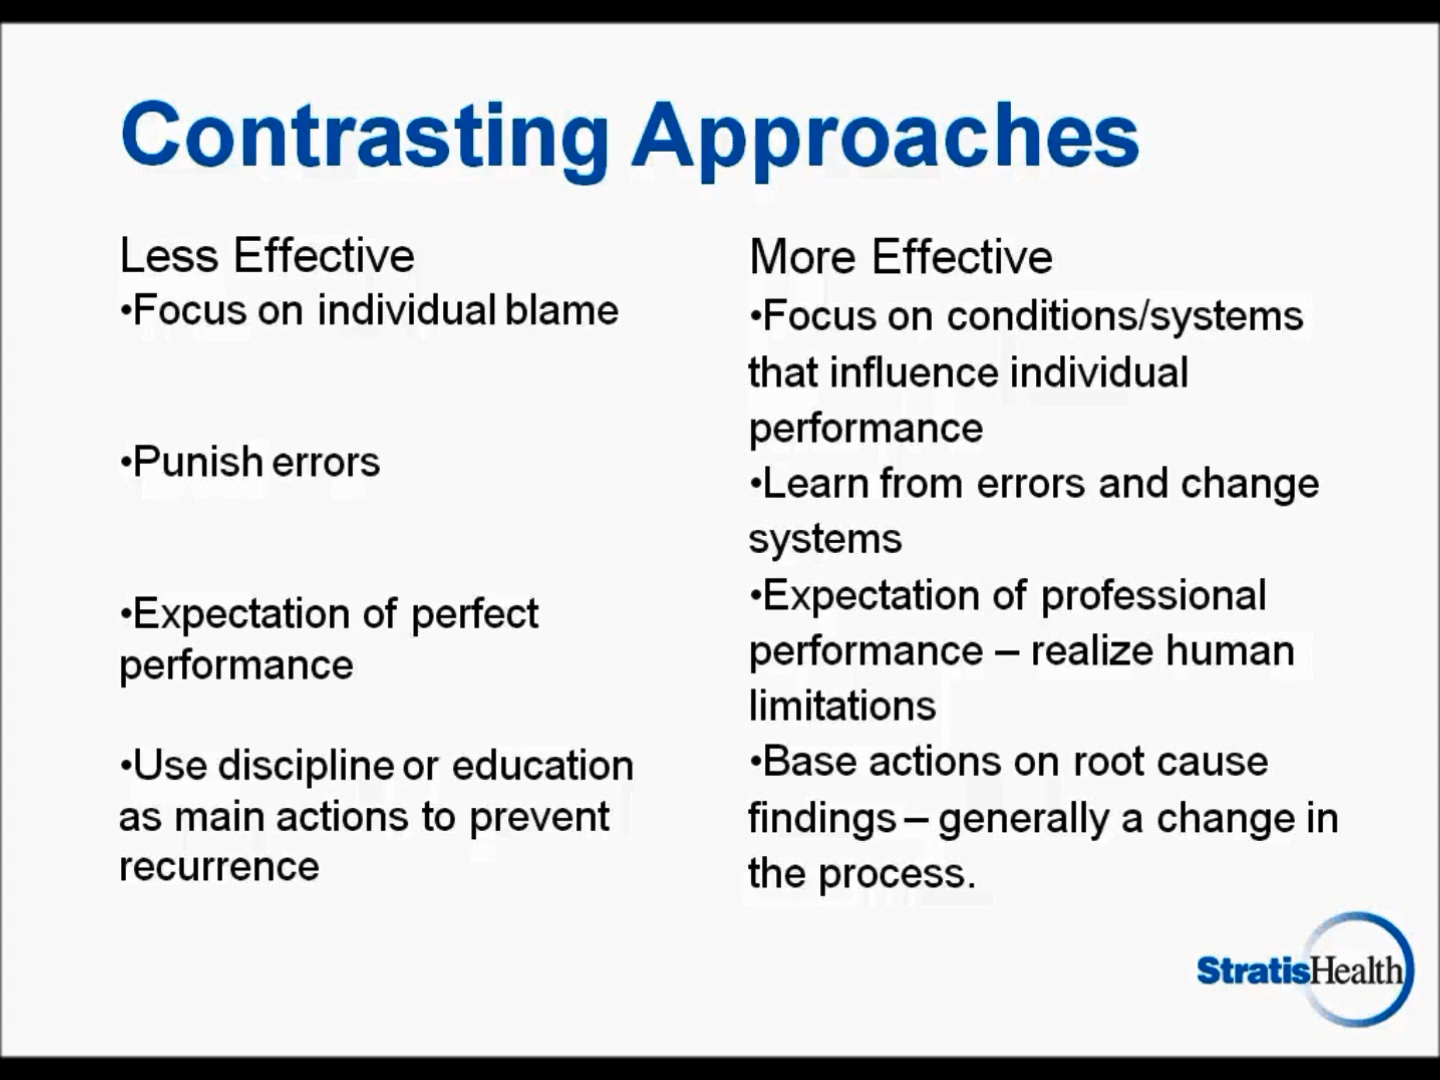 Contrasting Approaches
Less Effective
•Focus on individual blame
•Punish errors
•Expectation of perfect
performance
•Use discipline or education
as main actions to prevent
recurrence
More Effective
•Focus on conditions/systems
that influence individual
performance
•Learn from errors and change
systems
•Expectation of professional
performance – realize human
limitations
•Base actions on root cause
findings – generally a change in
the process.
StratisHealth